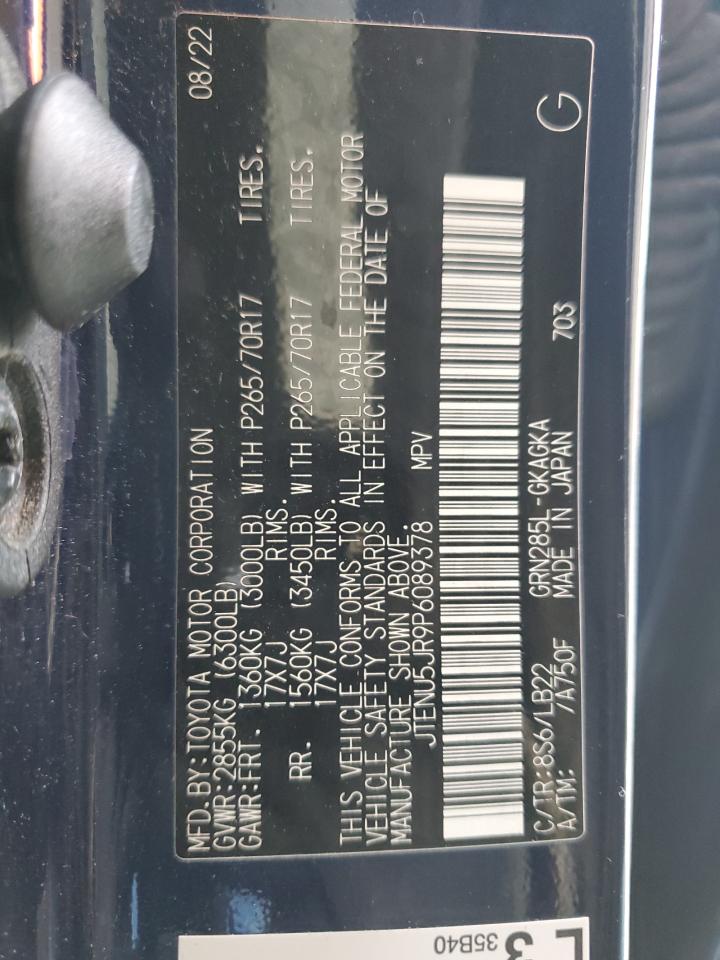 MFD.BY:TOYOTA MOTOR CORPORATION 08/22
GVWR:2855KG (6300LB)
GAWR:FRT. 1360KG (3000LB) WITH P265/70R17 TIRES.
17X7J RIMS.
RR. 1560KG (3450LB) WITH P265/70R17 TIRES.
17X7J RIMS.
THIS VEHICLE CONFORMS TO ALL APPLICABLE FEDERAL MOTOR
VEHICLE SAFETY STANDARDS IN EFFECT ON THE DATE OF
MANUFACTURE SHOWN ABOVE.
JTENU5JR9P6089378 MPV
C/TR:8S6/LB22 GRN285L-GKAGKA
A/TM: /A750F MADE IN JAPAN 703 G
35B40